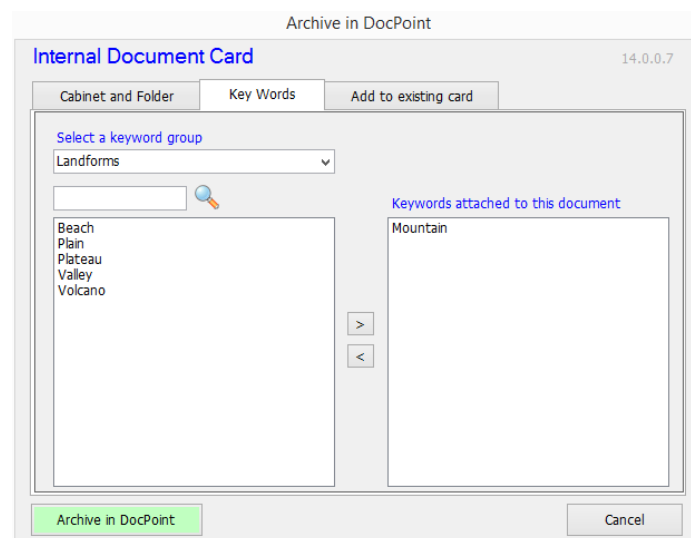 Archive in DocPoint
Internal Document Card
14.0.0.7
Cabinet and Folder
Key Words
Add to existing card
Select a keyword group
Landforms
Keywords attached to this document
Beach
Plain
Plateau
Valley
Volcano
Mountain
>
<
Archive in DocPoint
Cancel